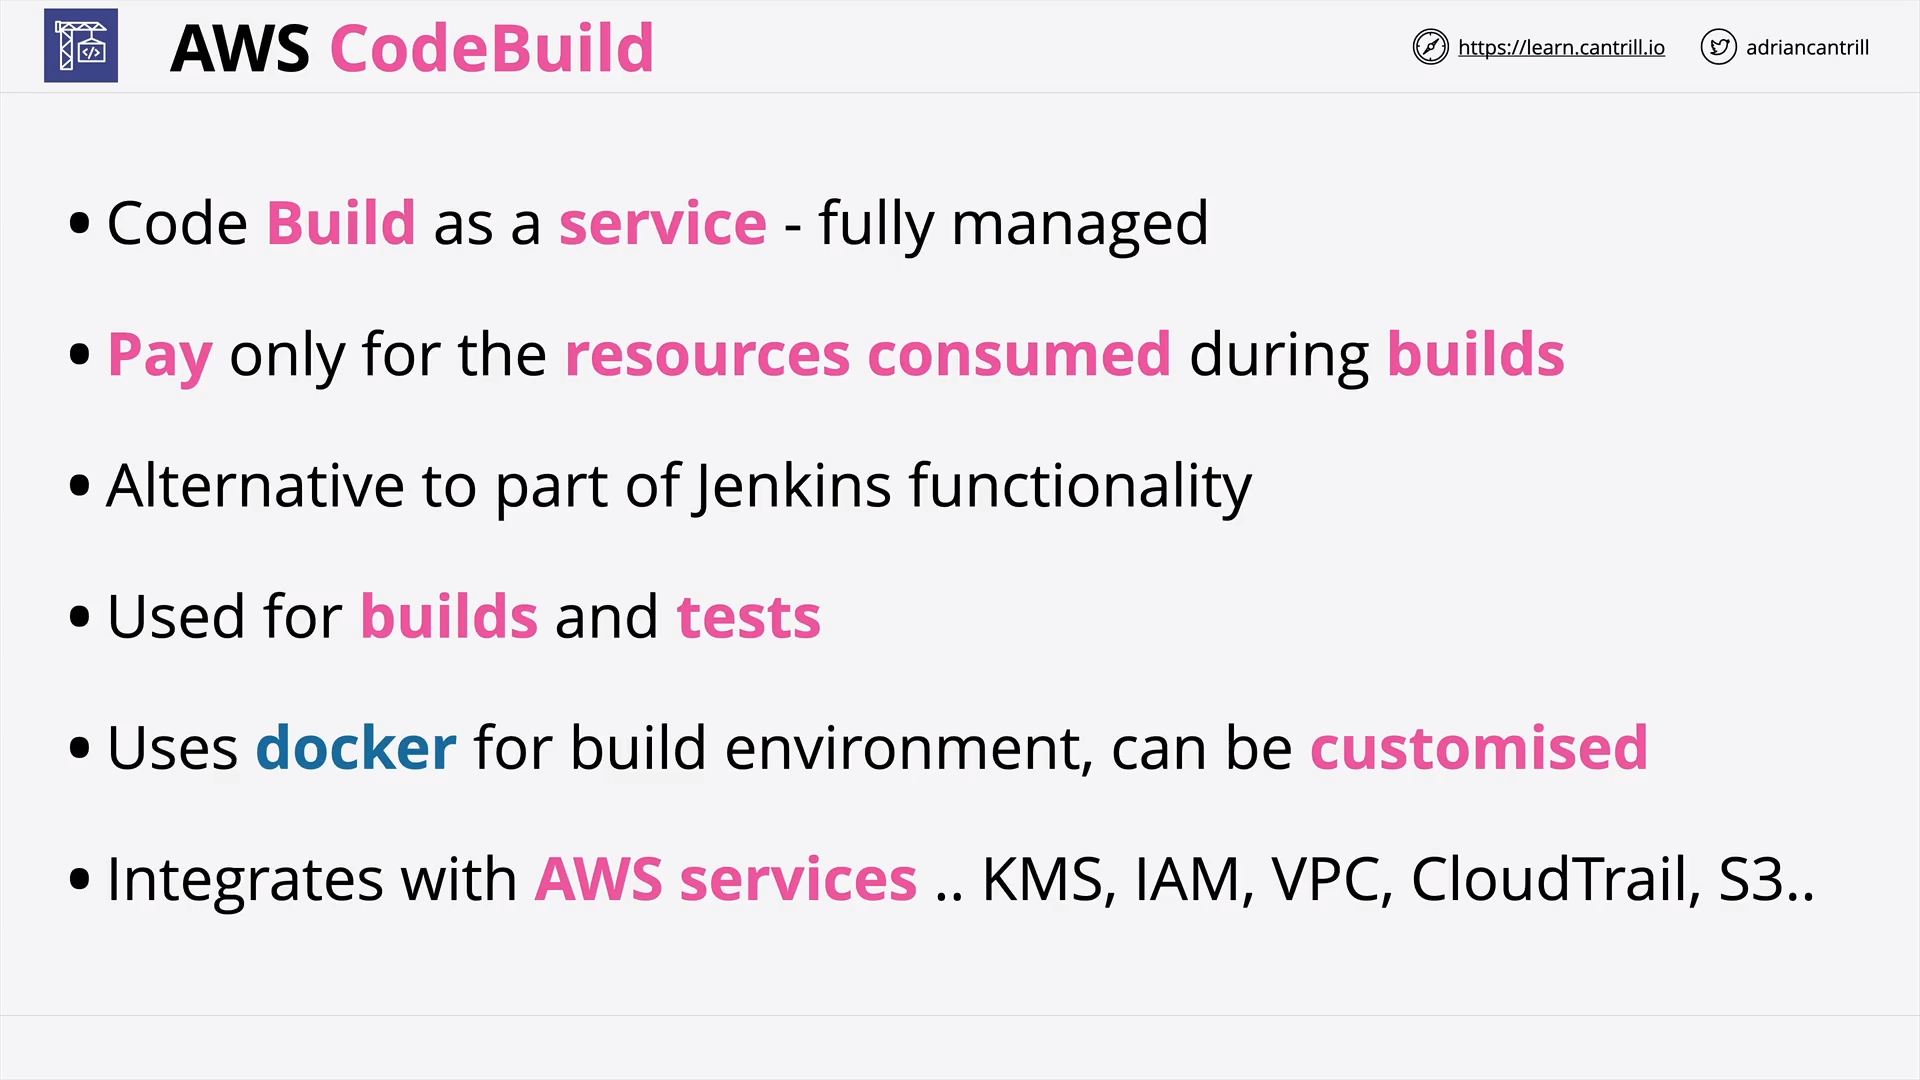 AWS CodeBuild
https://learn.cantrill.io
adriancantrill
• Code Build as a service - fully managed
• Pay only for the resources consumed during builds
• Alternative to part of Jenkins functionality
• Used for builds and tests
• Uses docker for build environment, can be customised
• Integrates with AWS services .. KMS, IAM, VPC, CloudTrail, S3..